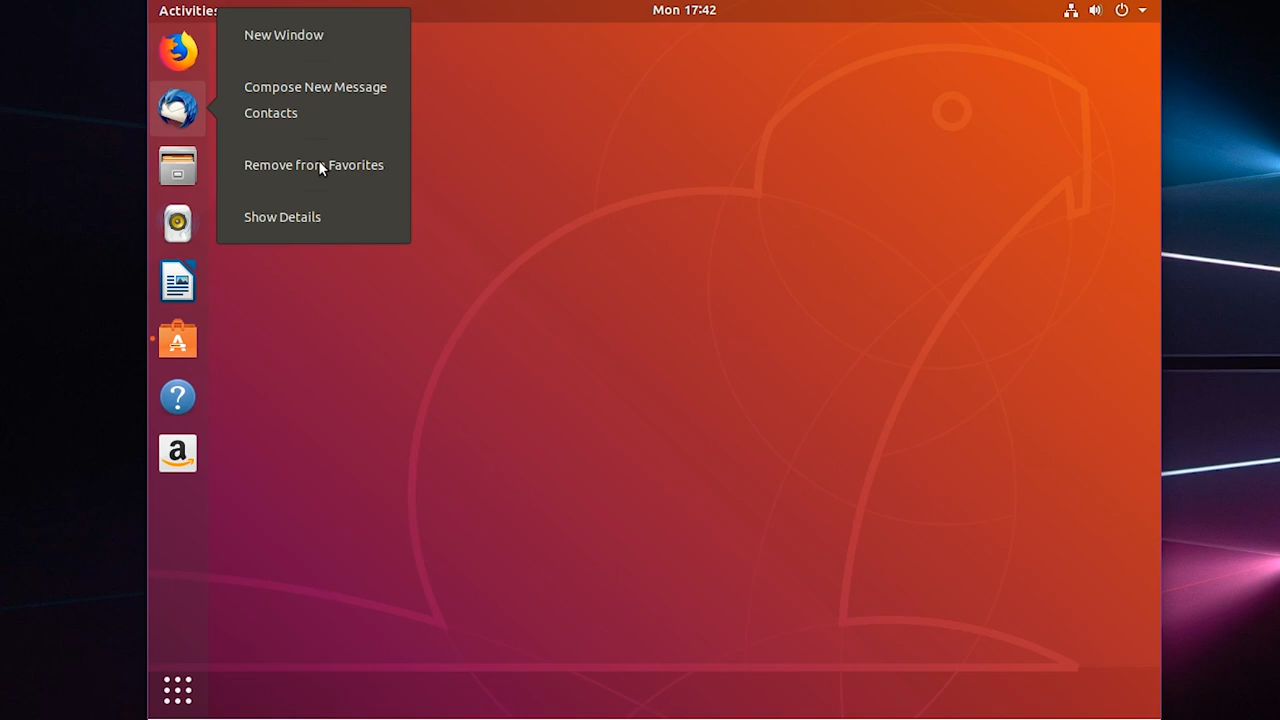 Activities
Mon 17:42
New Window
Compose New Message
Contacts
Remove from Favorites
Show Details
?
a